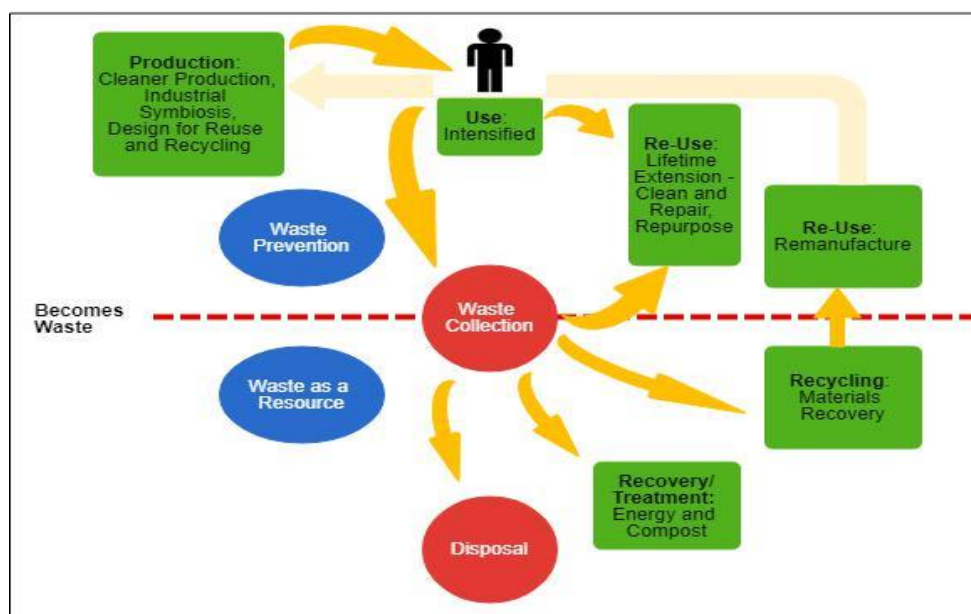 Production:
Cleaner Production,
Industrial
Symbiosis,
Design for Reuse
and Recycling
Use:
Intensified
Re-Use:
Lifetime
Extension -
Clean and
Repair,
Repurpose
Re-Use:
Remanufacture
Waste
Prevention
Becomes
Waste
Waste
Collection
Waste as a
Resource
Recycling:
Materials
Recovery
Recovery/
Treatment:
Energy and
Compost
Disposal